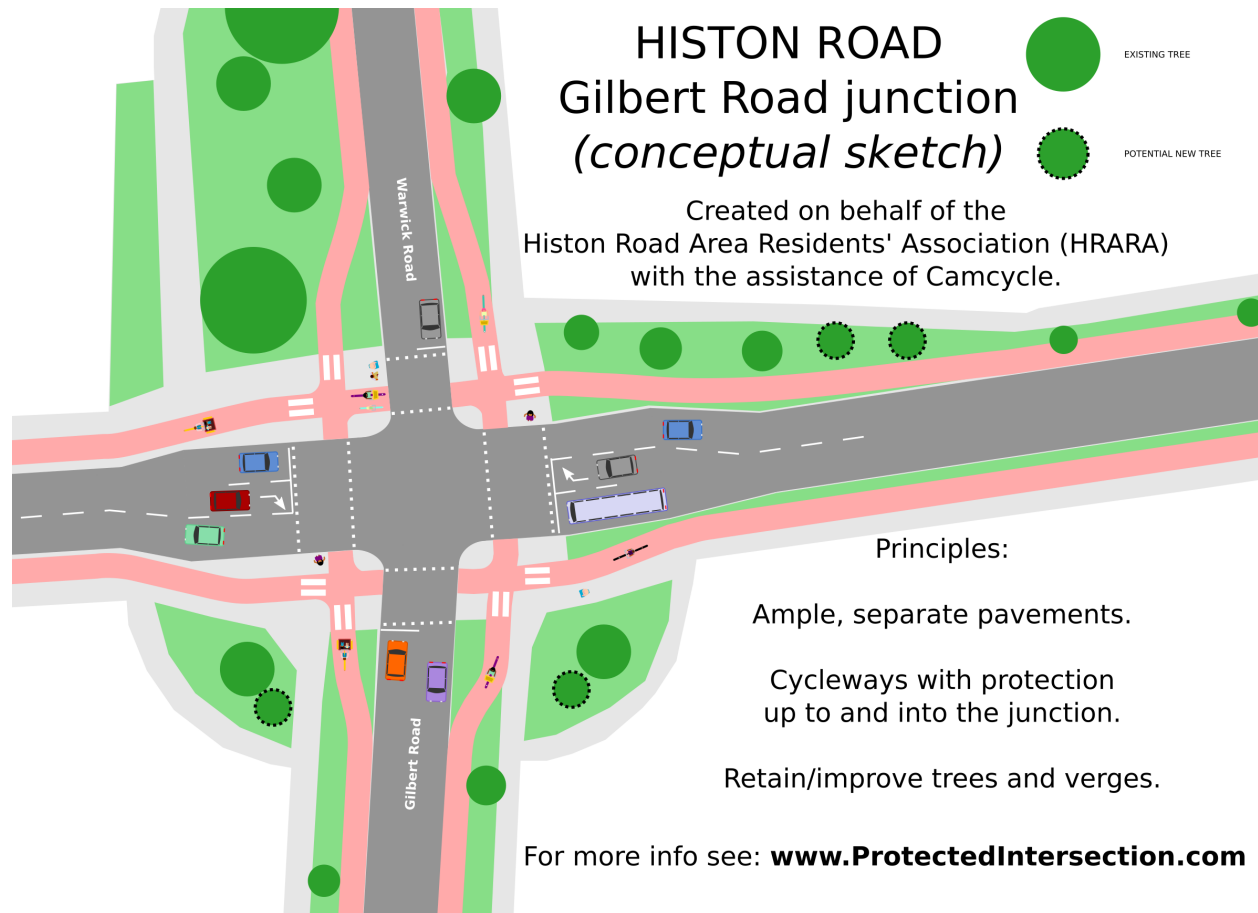 HISTON ROAD
Gilbert Road junction
(conceptual sketch)
EXISTING TREE
POTENTIAL NEW TREE
Created on behalf of the
Histon Road Area Residents' Association (HRARA)
with the assistance of Camcycle.
Warwick Road
Gilbert Road
Principles:
Ample, separate pavements.
Cycleways with protection
up to and into the junction.
Retain/improve trees and verges.
For more info see: www.ProtectedIntersection.com